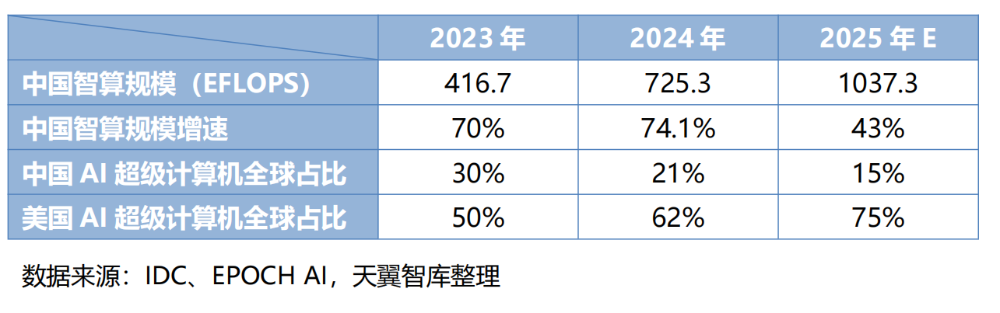 2023 年 2024 年 2025 年 E
中国智算规模（EFLOPS） 416.7 725.3 1037.3
中国智算规模增速 70% 74.1% 43%
中国 AI 超级计算机全球占比 30% 21% 15%
美国 AI 超级计算机全球占比 50% 62% 75%
数据来源：IDC、EPOCH AI，天翼智库整理